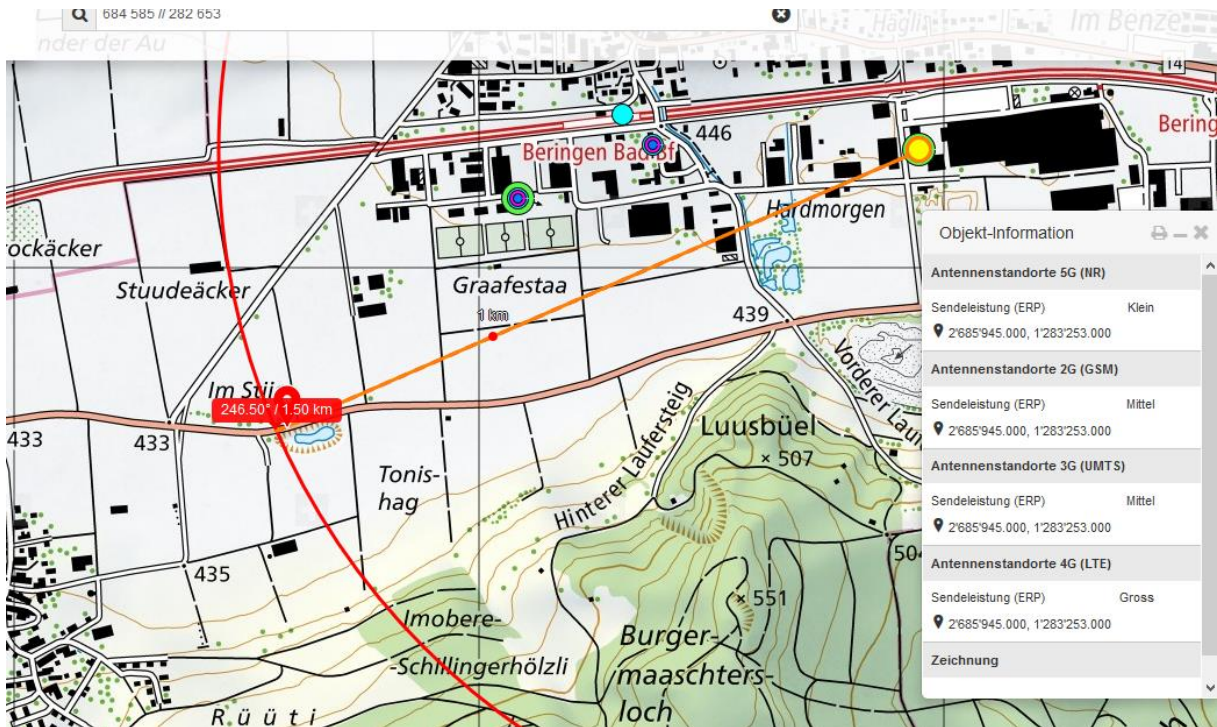 684 585 // 282 653
nder der Au
Häglin
Im Benze
14
446
Beringen Bad Bf
Bering
Hardmorgen
ockäcker
Stuudeäcker
Graafestaa
1 km
439
Im Stii
246.50° / 1.50 km
433
433
Tonis-
hag
Hinterer Laufersteig
Vorderer Lau
Luusbüel
507
504
435
551
Imobere-
-Schillingerhölzli
Burger-
maaschters-
loch
Rüüti
Objekt-Information
Antennenstandorte 5G (NR)
Sendeleistung (ERP) Klein
2'685'945.000, 1'283'253.000
Antennenstandorte 2G (GSM)
Sendeleistung (ERP) Mittel
2'685'945.000, 1'283'253.000
Antennenstandorte 3G (UMTS)
Sendeleistung (ERP) Mittel
2'685'945.000, 1'283'253.000
Antennenstandorte 4G (LTE)
Sendeleistung (ERP) Gross
2'685'945.000, 1'283'253.000
Zeichnung